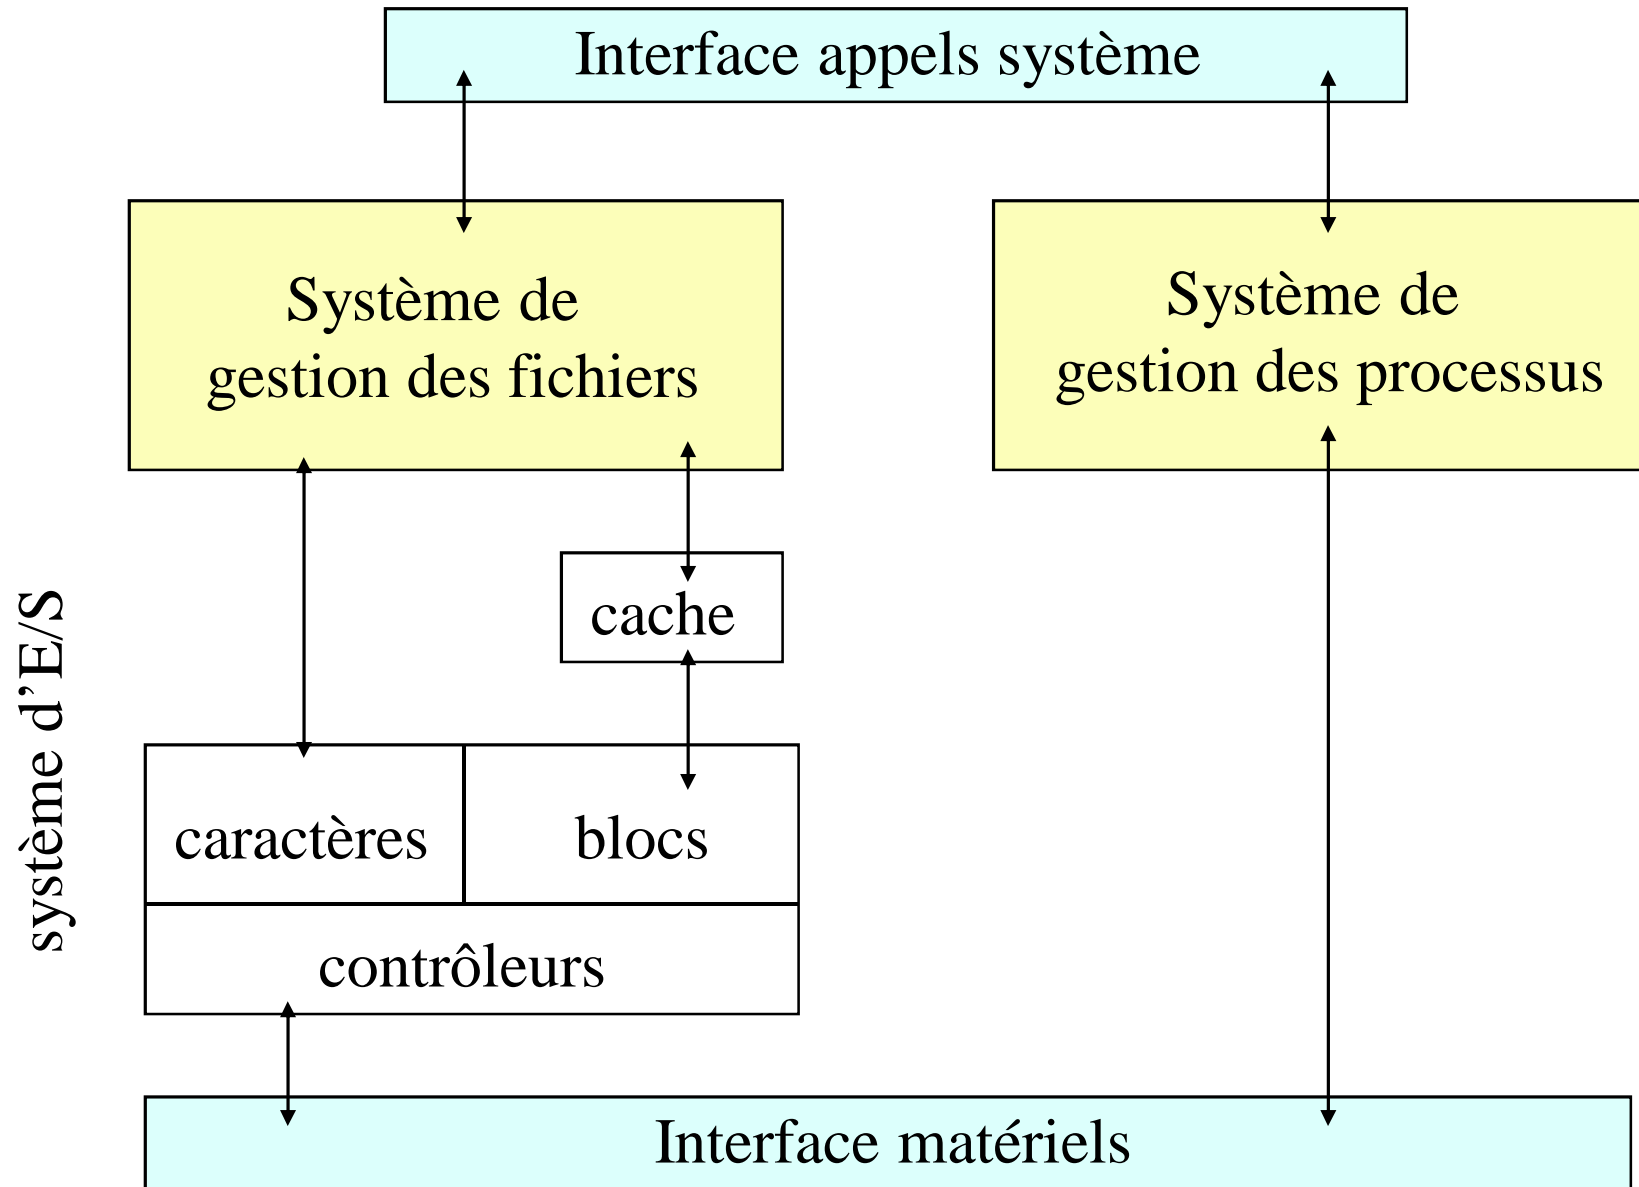 Interface appels système
Système de
gestion des fichiers
Système de
gestion des processus
cache
système d’E/S
caractères
blocs
contrôleurs
Interface matériels